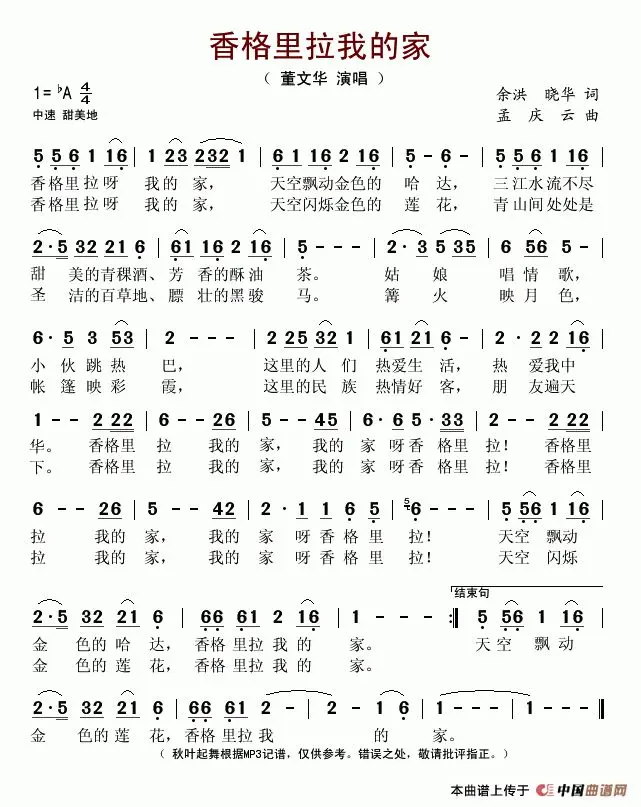 香格里拉我的家
（ 董文华 演唱 ）
1= ♭A 4/4
余洪 晓华 词
中速 甜美地
孟 庆 云 曲
5 5 6 1 1 6 | 1 2 3 2 3 2 1 | 6 1 6 1 2 1 6 | 5 - 6 - | 5 5 6 1 1 6 |
香格里拉呀 我的家， 天空飘动金色的 哈达， 三江水流不尽
香格里拉呀 我的家， 天空闪烁金色的 莲花， 青山间处处是
2 · 5 3 2 2 1 6 | 6 1 1 6 2 1 6 | 2 - - - | 2 · 3 5 3 5 | 6 5 6 5 - |
甜 美的青稞酒、芳 香的酥油 茶。 姑 娘 唱情歌，
圣 洁的百草地、膘 壮的黑骏 马。 篝 火 映月色，
6 · 5 3 5 3 | 2 - - - | 2 2 5 3 2 1 | 6 1 2 1 6 - | 2 · 2 2 1 6 |
小 伙跳热 巴， 这里的人 们 热爱生 活， 热 爱我中
帐 篷映彩 霞， 这里的民 族 热情好 客， 朋 友遍天
1 - - 2 2 2 | 6 - - 2 6 | 5 - - 4 5 | 6 · 6 5 · 3 3 | 2 - - 2 2 2 |
华。 香格里 拉 我的 家， 我的 家 呀香 格里 拉！ 香格里
下。 香格里 拉 我的 家， 我的 家 呀香 格里 拉！ 香格里
6 - - 2 6 | 5 - - 4 2 | 2 · 1 1 6 5 | 5 6 - - - | 5 5 6 1 1 6 |
拉 我的 家， 我的 家 呀香 格 里 拉！ 天空 飘动
拉 我的 家， 我的 家 呀香 格 里 拉！ 天空 闪烁
结束句
2 · 5 3 2 2 1 6 | 6 6 6 1 2 1 6 | 1 - - - :‖ 5 5 6 1 1 6 |
金 色的哈 达， 香格里拉我 的 家。 天空 飘动
金 色的莲 花， 香格里拉我 的 家。
2 · 5 3 2 2 1 6 | 6 6 6 1 2 - | 2 - 1 6 | 1 - - - | 1 - - - ‖
金 色的莲 花，香格里拉我 的 家。
（ 秋叶起舞根据MP3记谱，仅供参考。错误之处，敬请批评指正。）
本曲谱上传于 中国曲谱网